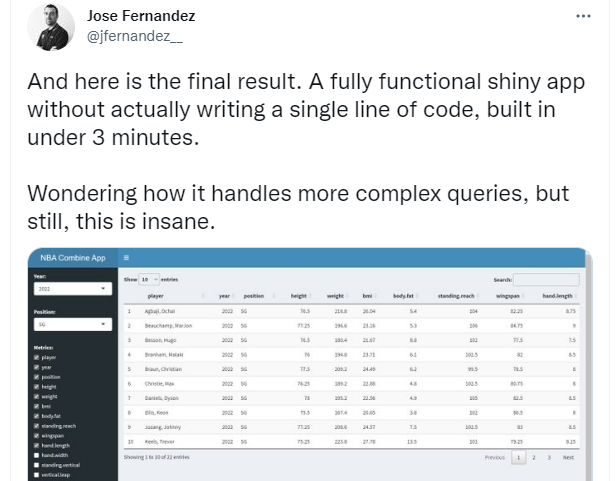 Jose Fernandez
@jfernandez__
And here is the final result. A fully functional shiny app
without actually writing a single line of code, built in
under 3 minutes.
Wondering how it handles more complex queries, but
still, this is insane.
NBA Combine App
Year:
2022
Position:
SG
Metrics:
player
year
position
height
weight
bmi
body.fat
standing.reach
wingspan
hand.length
hand.width
standing.vertical
vertical.leap
Show 10 entries Search:
player year position height weight bmi body.fat standing.reach wingspan hand.length
1 Agbaji, Ochai 2022 SG 76.5 216.8 26.04 5.4 104 82.25 8.75
2 Beauchamp, MarJon 2022 SG 77.25 196.6 23.16 5.3 106 84.75 9
3 Besson, Hugo 2022 SG 76.5 180.4 21.67 8.8 102 77.5 7.5
4 Branham, Malaki 2022 SG 76 194.8 23.71 6.1 102.5 82 8.5
5 Braun, Christian 2022 SG 77.5 209.2 24.49 6.2 99.5 78.5 8
6 Christie, Max 2022 SG 76.25 189.2 22.88 4.8 102.5 80.75 8
7 Daniels, Dyson 2022 SG 78 195.2 22.56 4.9 105 82.5 8.5
8 Ellis, Keon 2022 SG 75.5 167.4 20.65 3.8 102 80.5 8
9 Juzang, Johnny 2022 SG 77.25 208.6 24.57 7.5 102.5 83 8.5
10 Keels, Trevor 2022 SG 75.25 223.8 27.78 13.5 101 79.25 8.25
Showing 1 to 10 of 22 entries Previous 1 2 3 Next